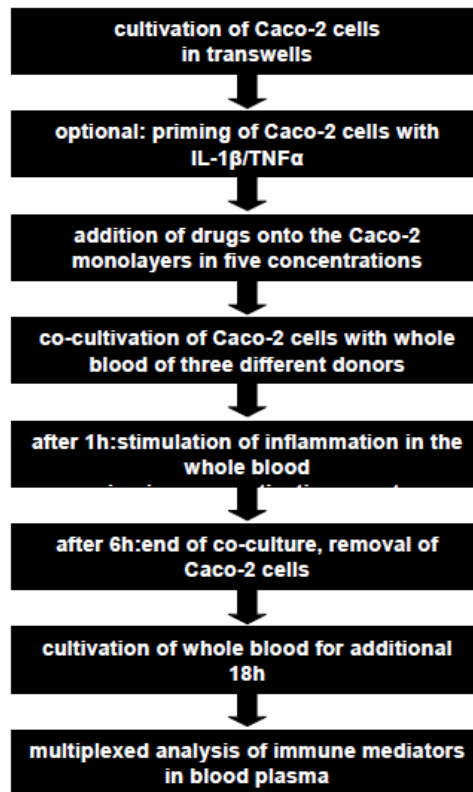 cultivation of Caco-2 cells
in transwells
optional: priming of Caco-2 cells with
IL-1β/TNFα
addition of drugs onto the Caco-2
monolayers in five concentrations
co-cultivation of Caco-2 cells with whole
blood of three different donors
after 1h:stimulation of inflammation in the
whole blood
after 6h:end of co-culture, removal of
Caco-2 cells
cultivation of whole blood for additional
18h
multiplexed analysis of immune mediators
in blood plasma